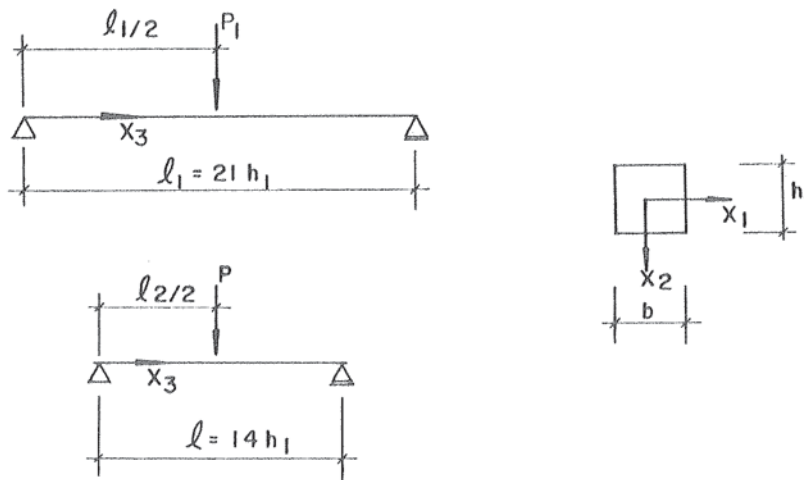 ℓ1/2
P1
X3
ℓ1 = 21 h1
h
X1
X2
b
P
ℓ2/2
X3
ℓ = 14 h1